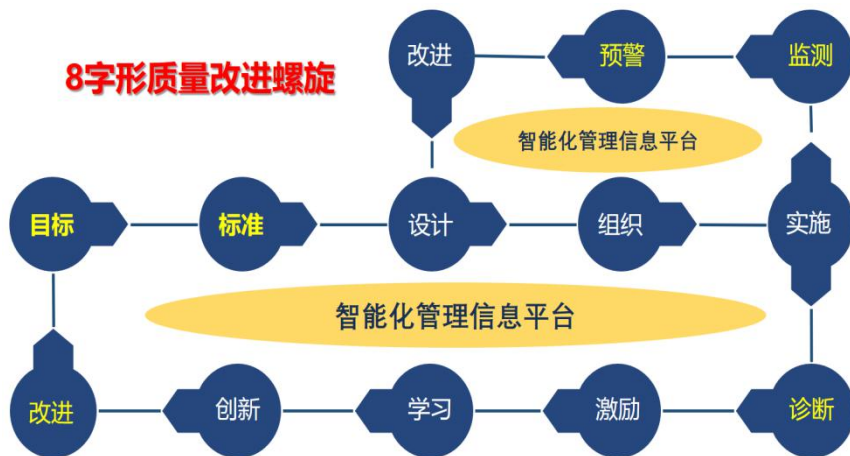 改进
预警
监测
8字形质量改进螺旋
智能化管理信息平台
目标
标准
设计
组织
实施
智能化管理信息平台
改进
创新
学习
激励
诊断